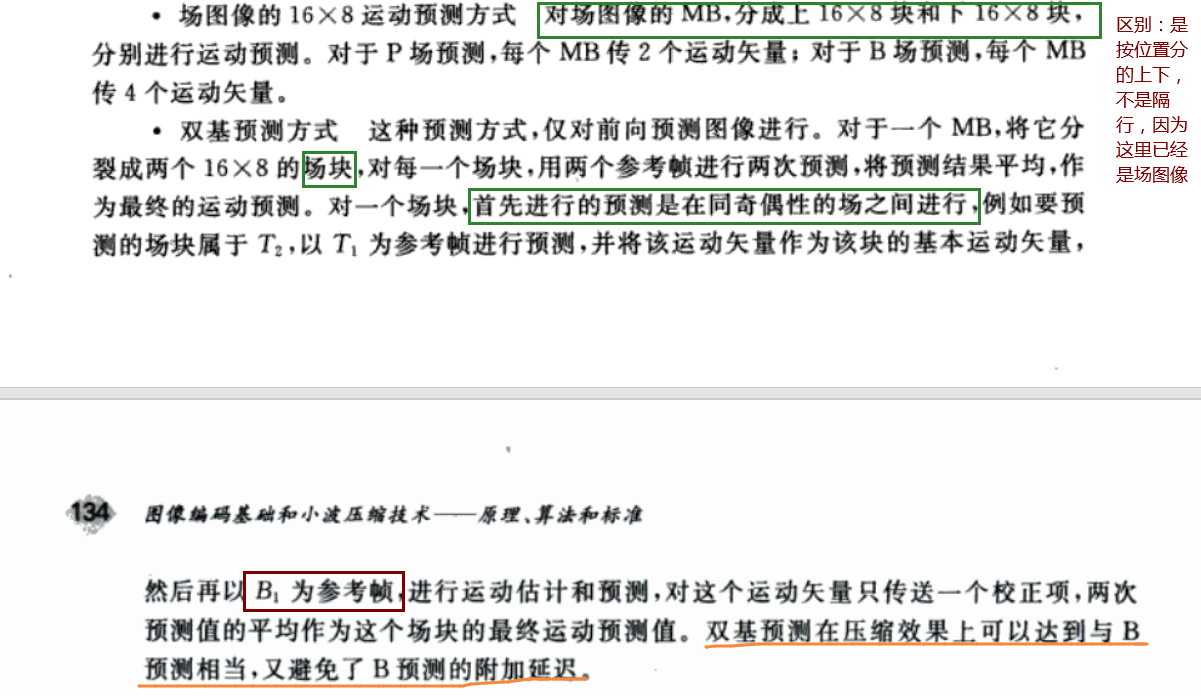 • 场图像的 16×8 运动预测方式 对场图像的 MB,分成上 16×8 块和下 16×8 块,
分别进行运动预测。对于 P 场预测,每个 MB 传 2 个运动矢量;对于 B 场预测,每个 MB
传 4 个运动矢量。
• 双基预测方式 这种预测方式,仅对前向预测图像进行。对于一个 MB,将它分
裂成两个 16×8 的场块,对每一个场块,用两个参考帧进行两次预测,将预测结果平均,作
为最终的运动预测。对一个场块,首先进行的预测是在同奇偶性的场之间进行,例如要预
测的场块属于 T₂,以 T₁ 为参考帧进行预测,并将该运动矢量作为该块的基本运动矢量,
区别：是
按位置分
的上下，
不是隔
行，因为
这里已经
是场图像
134 图像编码基础和小波压缩技术——原理、算法和标准
然后再以 B₁ 为参考帧,进行运动估计和预测,对这个运动矢量只传送一个校正项,两次
预测值的平均作为这个场块的最终运动预测值。双基预测在压缩效果上可以达到与 B
预测相当,又避免了 B 预测的附加延迟。